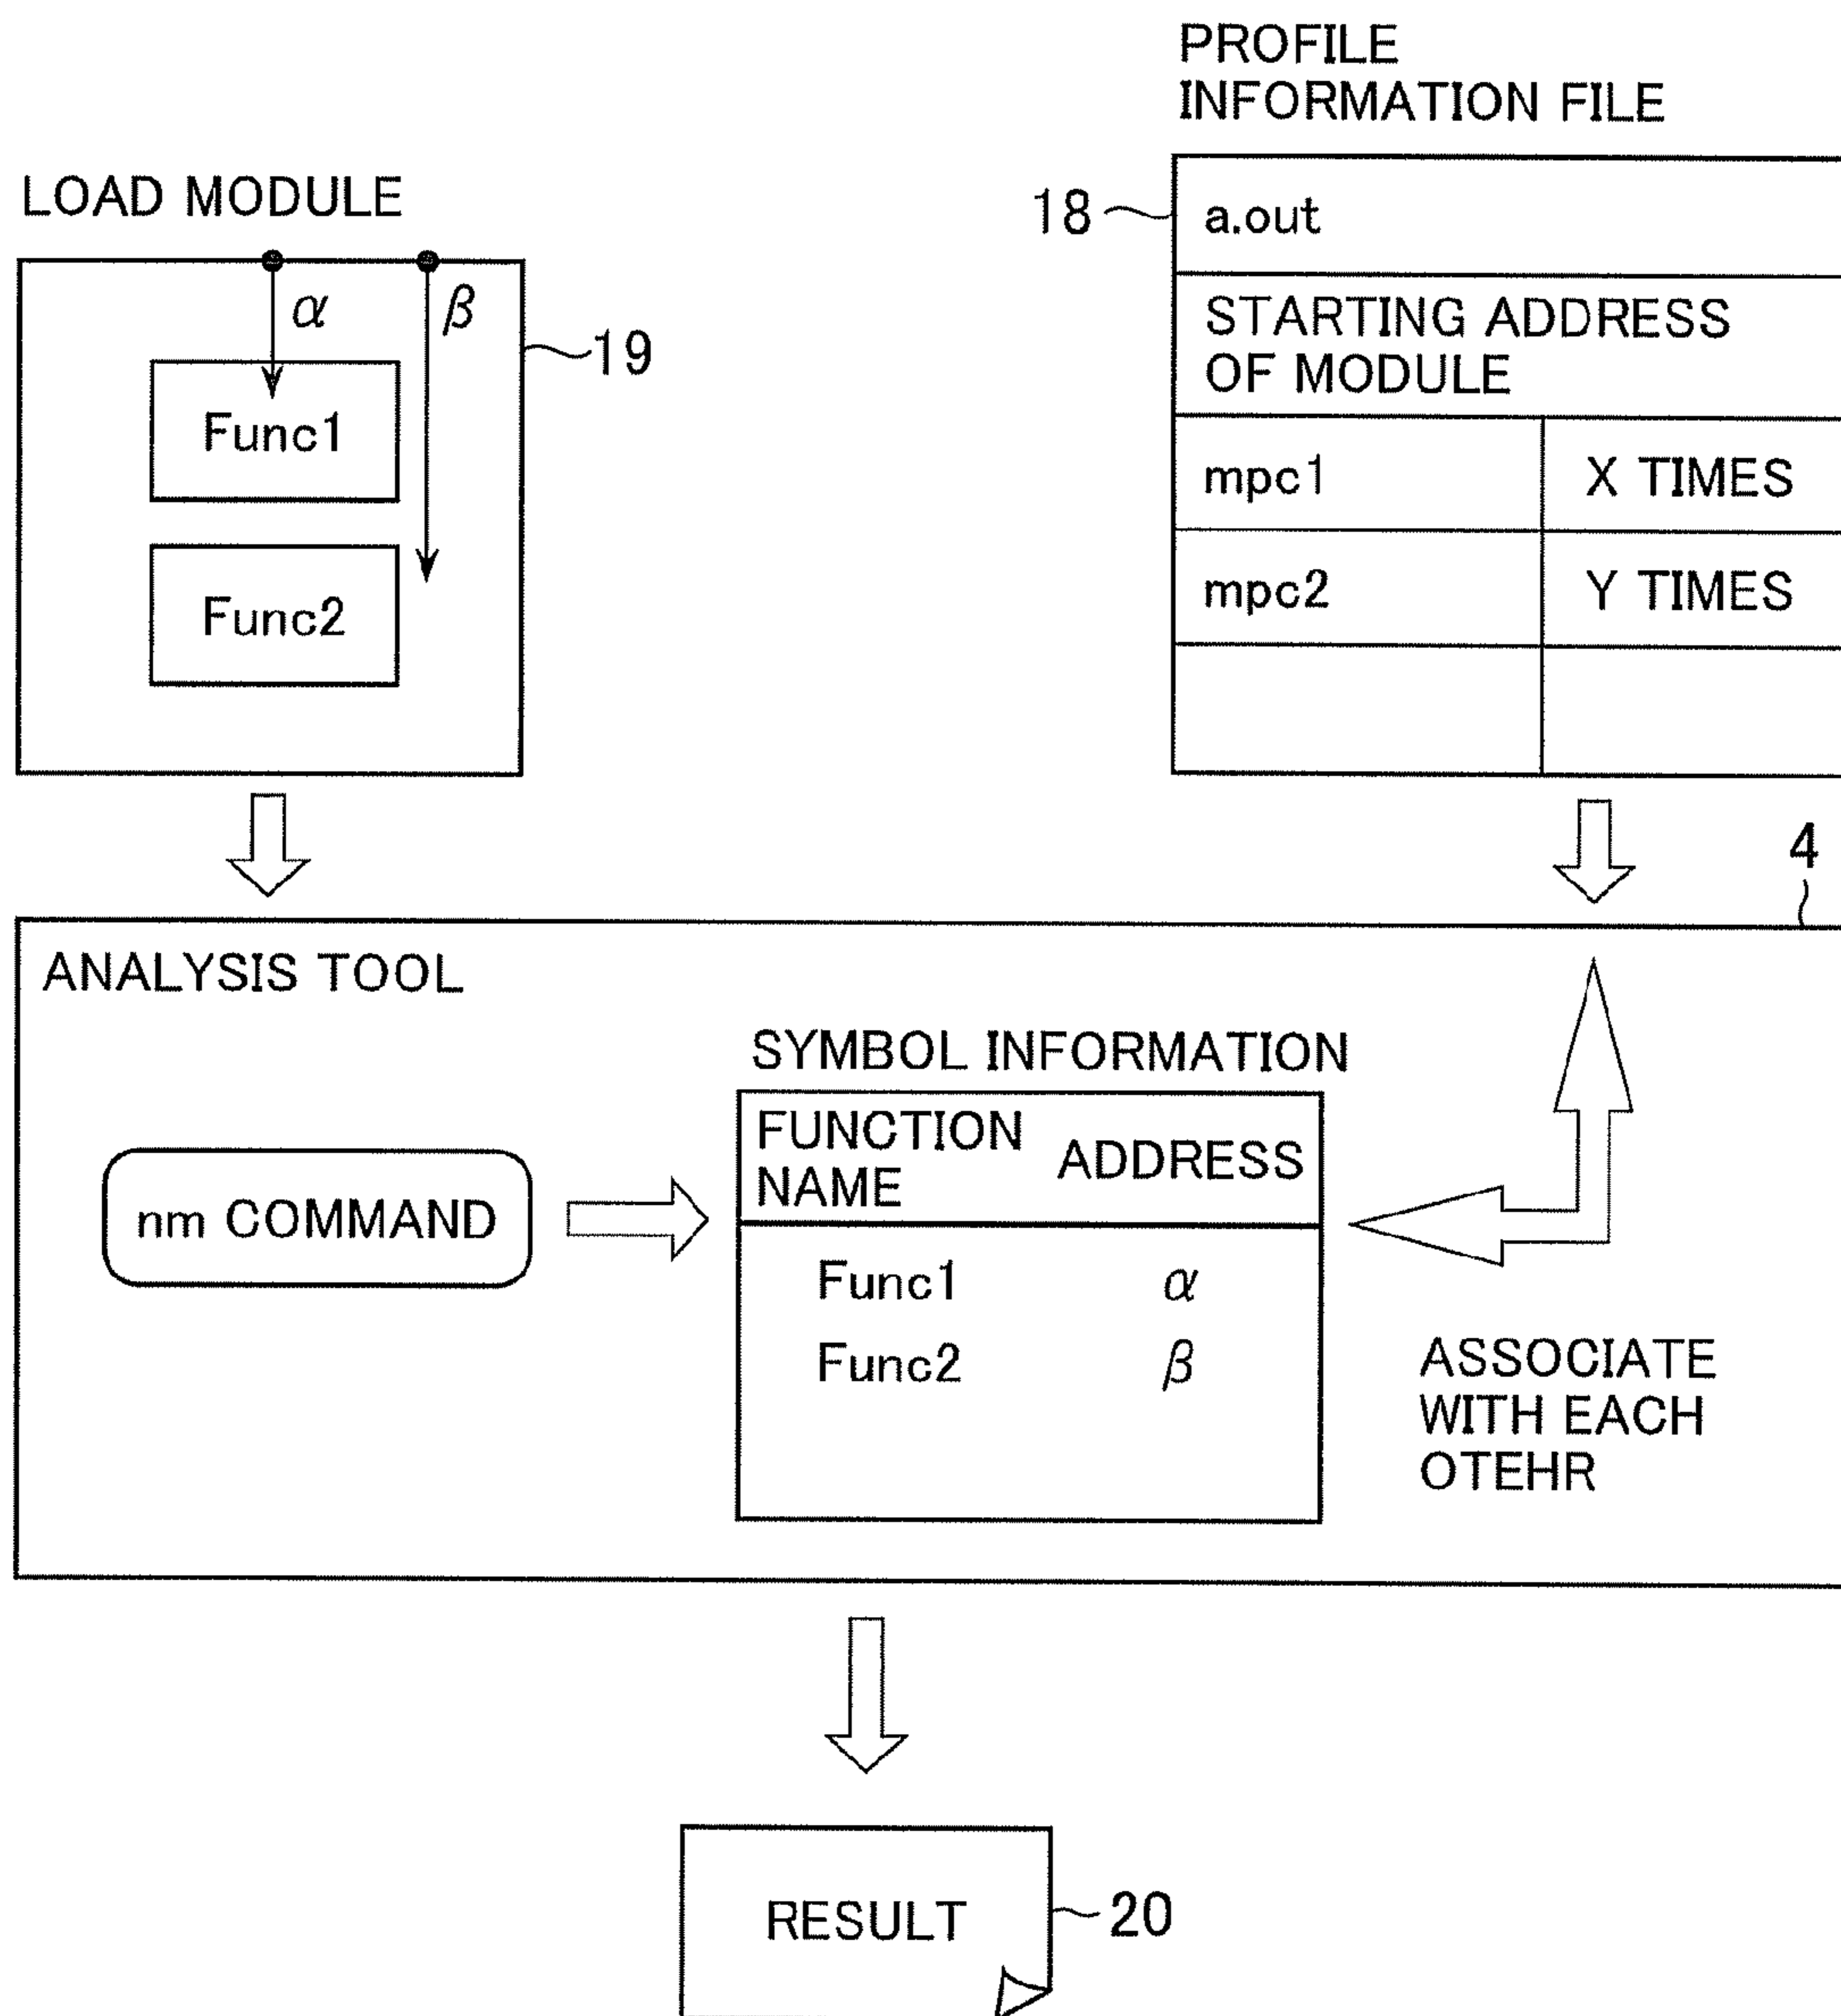 PROFILE
INFORMATION FILE
LOAD MODULE
18
a.out
α
β
19
STARTING ADDRESS
OF MODULE
Func1
mpc1
X TIMES
Func2
mpc2
Y TIMES
4
ANALYSIS TOOL
SYMBOL INFORMATION
FUNCTION
NAME
ADDRESS
nm COMMAND
Func1
α
Func2
β
ASSOCIATE
WITH EACH
OTEHR
RESULT
20